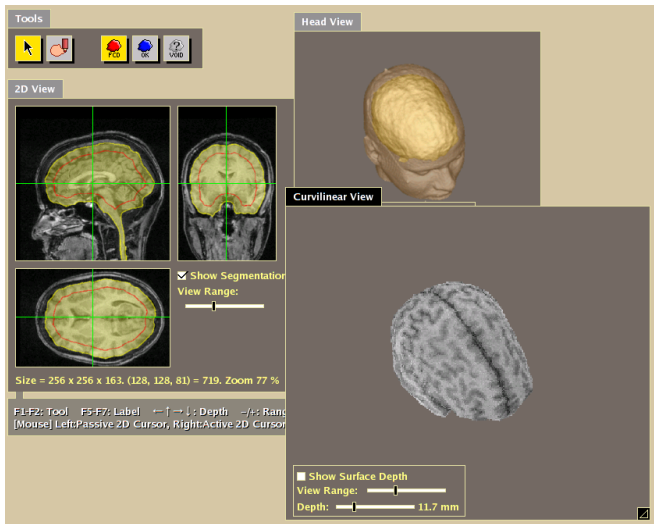 Tools
FCD
OK
VOID
Head View
2D View
Curvilinear View
Show Segmentation
View Range:
Size = 256 x 256 x 163. (128, 128, 81) = 719. Zoom 77 %
F1-F2: Tool F5-F7: Label ←↑→↓: Depth -/+: Rang
[Mouse] Left:Passive 2D Cursor, Right:Active 2D Cursor
Show Surface Depth
View Range:
Depth: 11.7 mm